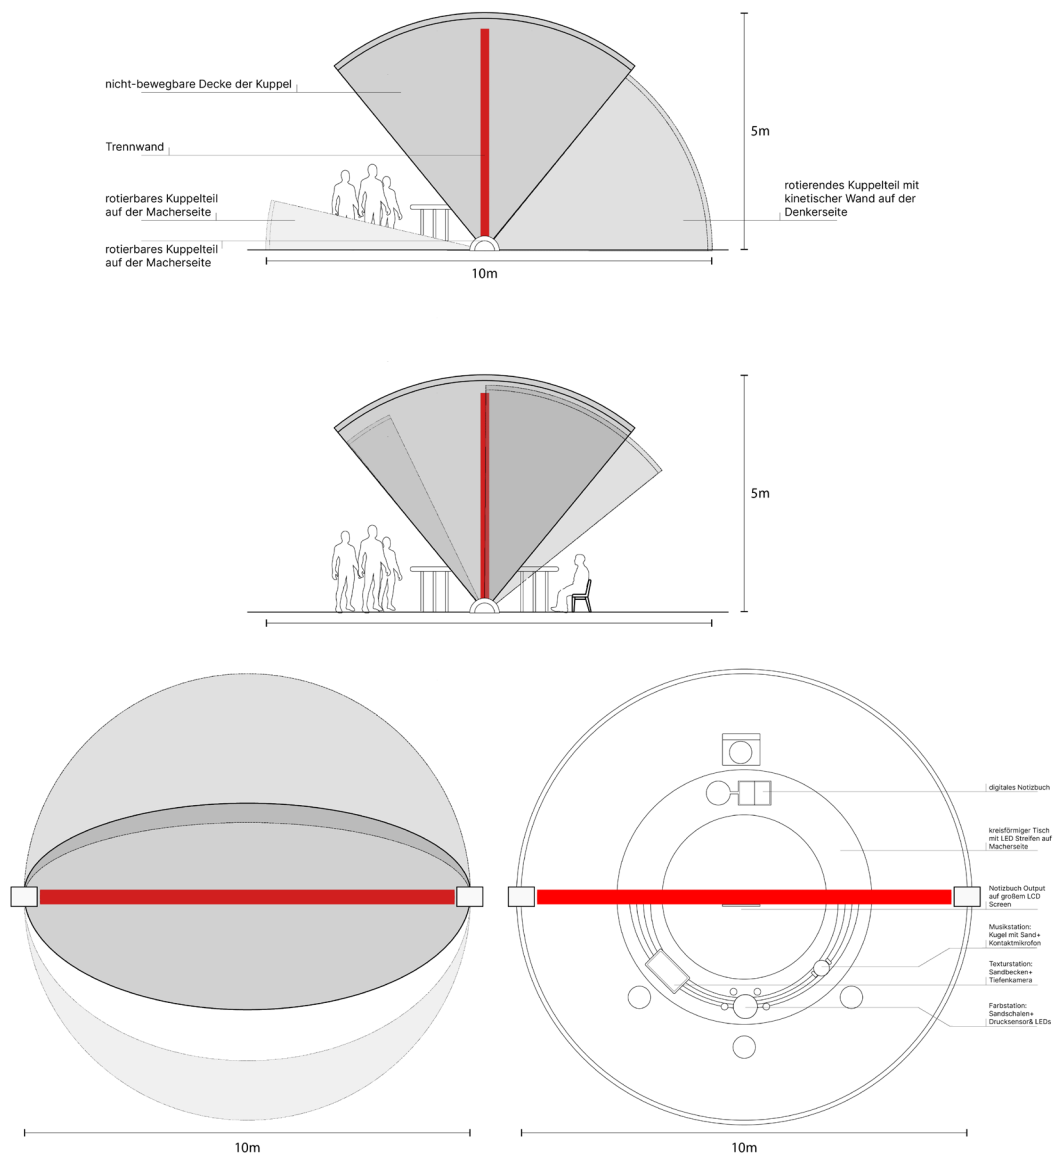 nicht-bewegbare Decke der Kuppel
5m
Trennwand
rotierbares Kuppelteil
auf der Macherseite
rotierendes Kuppelteil mit
kinetischer Wand auf der
Denkerseite
rotierbares Kuppelteil
auf der Macherseite
10m
5m
digitales Notizbuch
kreisförmiger Tisch
mit LED Streifen auf
Macherseite
Notizbuch Output
auf großem LCD
Screen
Musikstation:
Kugel mit Sand+
Kontaktmikrofon
Texturstation:
Sandbecken+
Tiefenkamera
Farbstation:
Sandschalen+
Drucksensor& LEDs
10m
10m